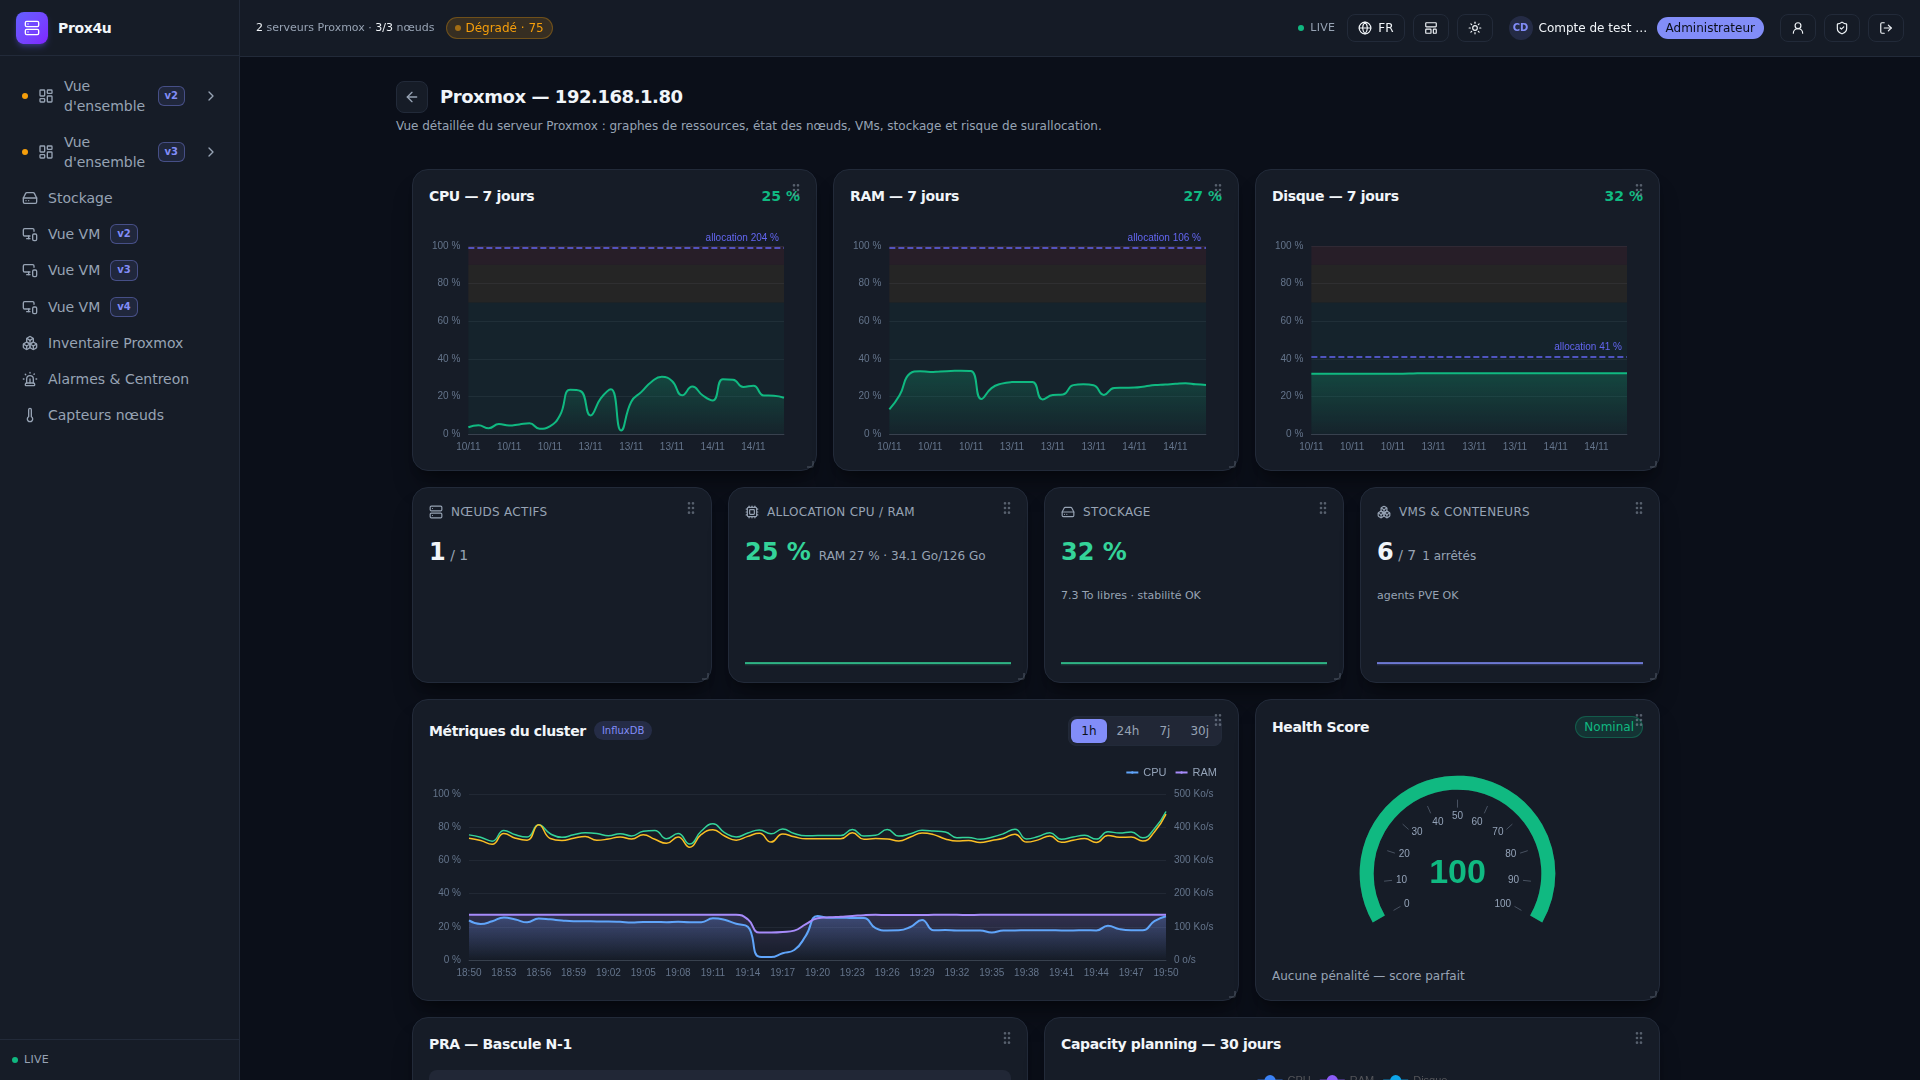 Prox4u
2 serveurs Proxmox · 3/3 nœuds
Dégradé · 75
LIVE
FR
CD
Compte de test ...
Administrateur
Vue d'ensemble
v2
Vue d'ensemble
v3
Stockage
Vue VM v2
Vue VM v3
Vue VM v4
Inventaire Proxmox
Alarmes & Centreon
Capteurs nœuds
LIVE
Proxmox — 192.168.1.80
Vue détaillée du serveur Proxmox : graphes de ressources, état des nœuds, VMs, stockage et risque de surallocation.
CPU — 7 jours
25 %
allocation 204 %
100 %
80 %
60 %
40 %
20 %
0 %
10/11 10/11 10/11 13/11 13/11 13/11 14/11 14/11
RAM — 7 jours
27 %
allocation 106 %
100 %
80 %
60 %
40 %
20 %
0 %
10/11 10/11 10/11 13/11 13/11 13/11 14/11 14/11
Disque — 7 jours
32 %
100 %
80 %
60 %
allocation 41 %
40 %
20 %
0 %
10/11 10/11 10/11 13/11 13/11 13/11 14/11 14/11
NŒUDS ACTIFS
1 / 1
ALLOCATION CPU / RAM
25 % RAM 27 % · 34.1 Go/126 Go
STOCKAGE
32 %
7.3 To libres · stabilité OK
VMS & CONTENEURS
6 / 7 1 arrêtés
agents PVE OK
Métriques du cluster
InfluxDB
1h 24h 7j 30j
CPU RAM
100 % 500 Ko/s
80 % 400 Ko/s
60 % 300 Ko/s
40 % 200 Ko/s
20 % 100 Ko/s
0 % 0 o/s
18:50 18:53 18:56 18:59 19:02 19:05 19:08 19:11 19:14 19:17 19:20 19:23 19:26 19:29 19:32 19:35 19:38 19:41 19:44 19:47 19:50
Health Score
Nominal
0 10 20 30 40 50 60 70 80 90 100
100
Aucune pénalité — score parfait
PRA — Bascule N-1
Capacity planning — 30 jours
CPU RAM Disque